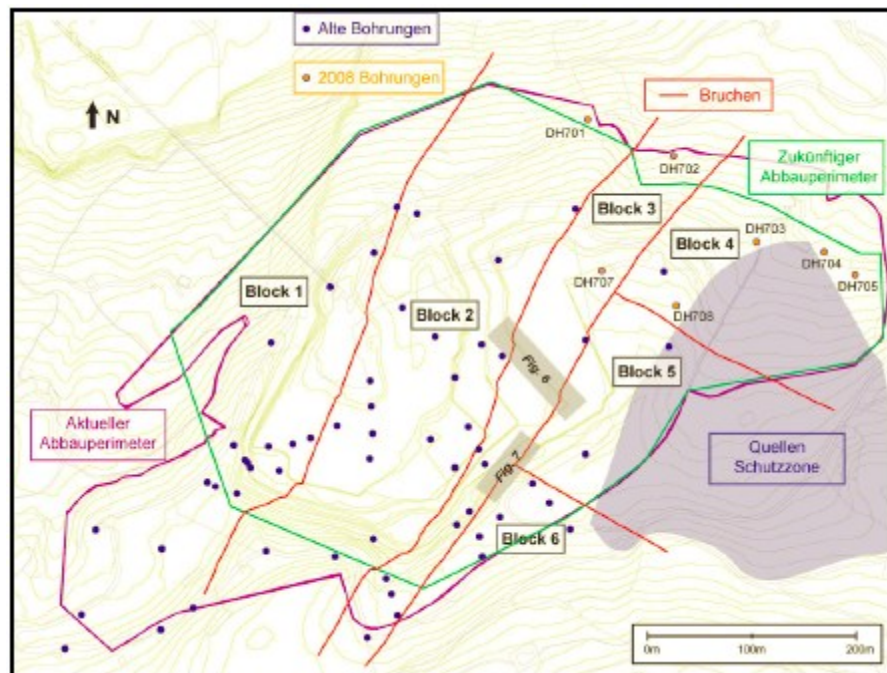 Alte Bohrungen
2008 Bohrungen
N
Bruchen
DH701
DH702
Zukünftiger
Abbauperimeter
Block 3
DH703
Block 4
DH704
DH705
DH707
Block 1
Block 2
DH708
Fig. 6
Block 5
Aktueller
Abbauperimeter
Quellen
Schutzzone
Fig. 7
Block 6
0m 100m 200m